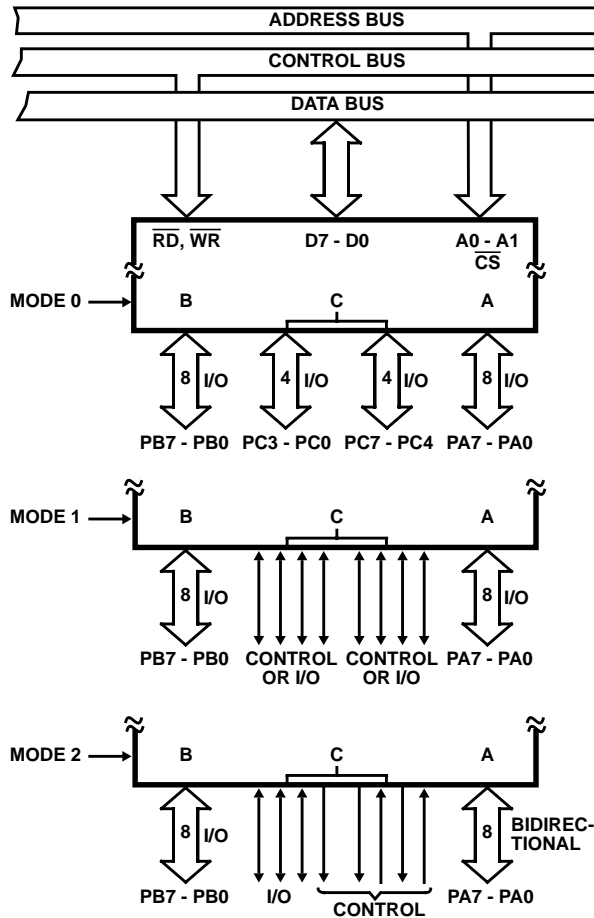 ADDRESS BUS
CONTROL BUS
DATA BUS
RD, WR D7 - D0 A0 - A1
CS
MODE 0 B C A
8 I/O 4 I/O 4 I/O 8 I/O
PB7 - PB0 PC3 - PC0 PC7 - PC4 PA7 - PA0
MODE 1 B C A
8 I/O 8 I/O
PB7 - PB0 CONTROL CONTROL PA7 - PA0
OR I/O OR I/O
MODE 2 B C A
8 I/O 8 BIDIREC-
TIONAL
PB7 - PB0 I/O PA7 - PA0
CONTROL